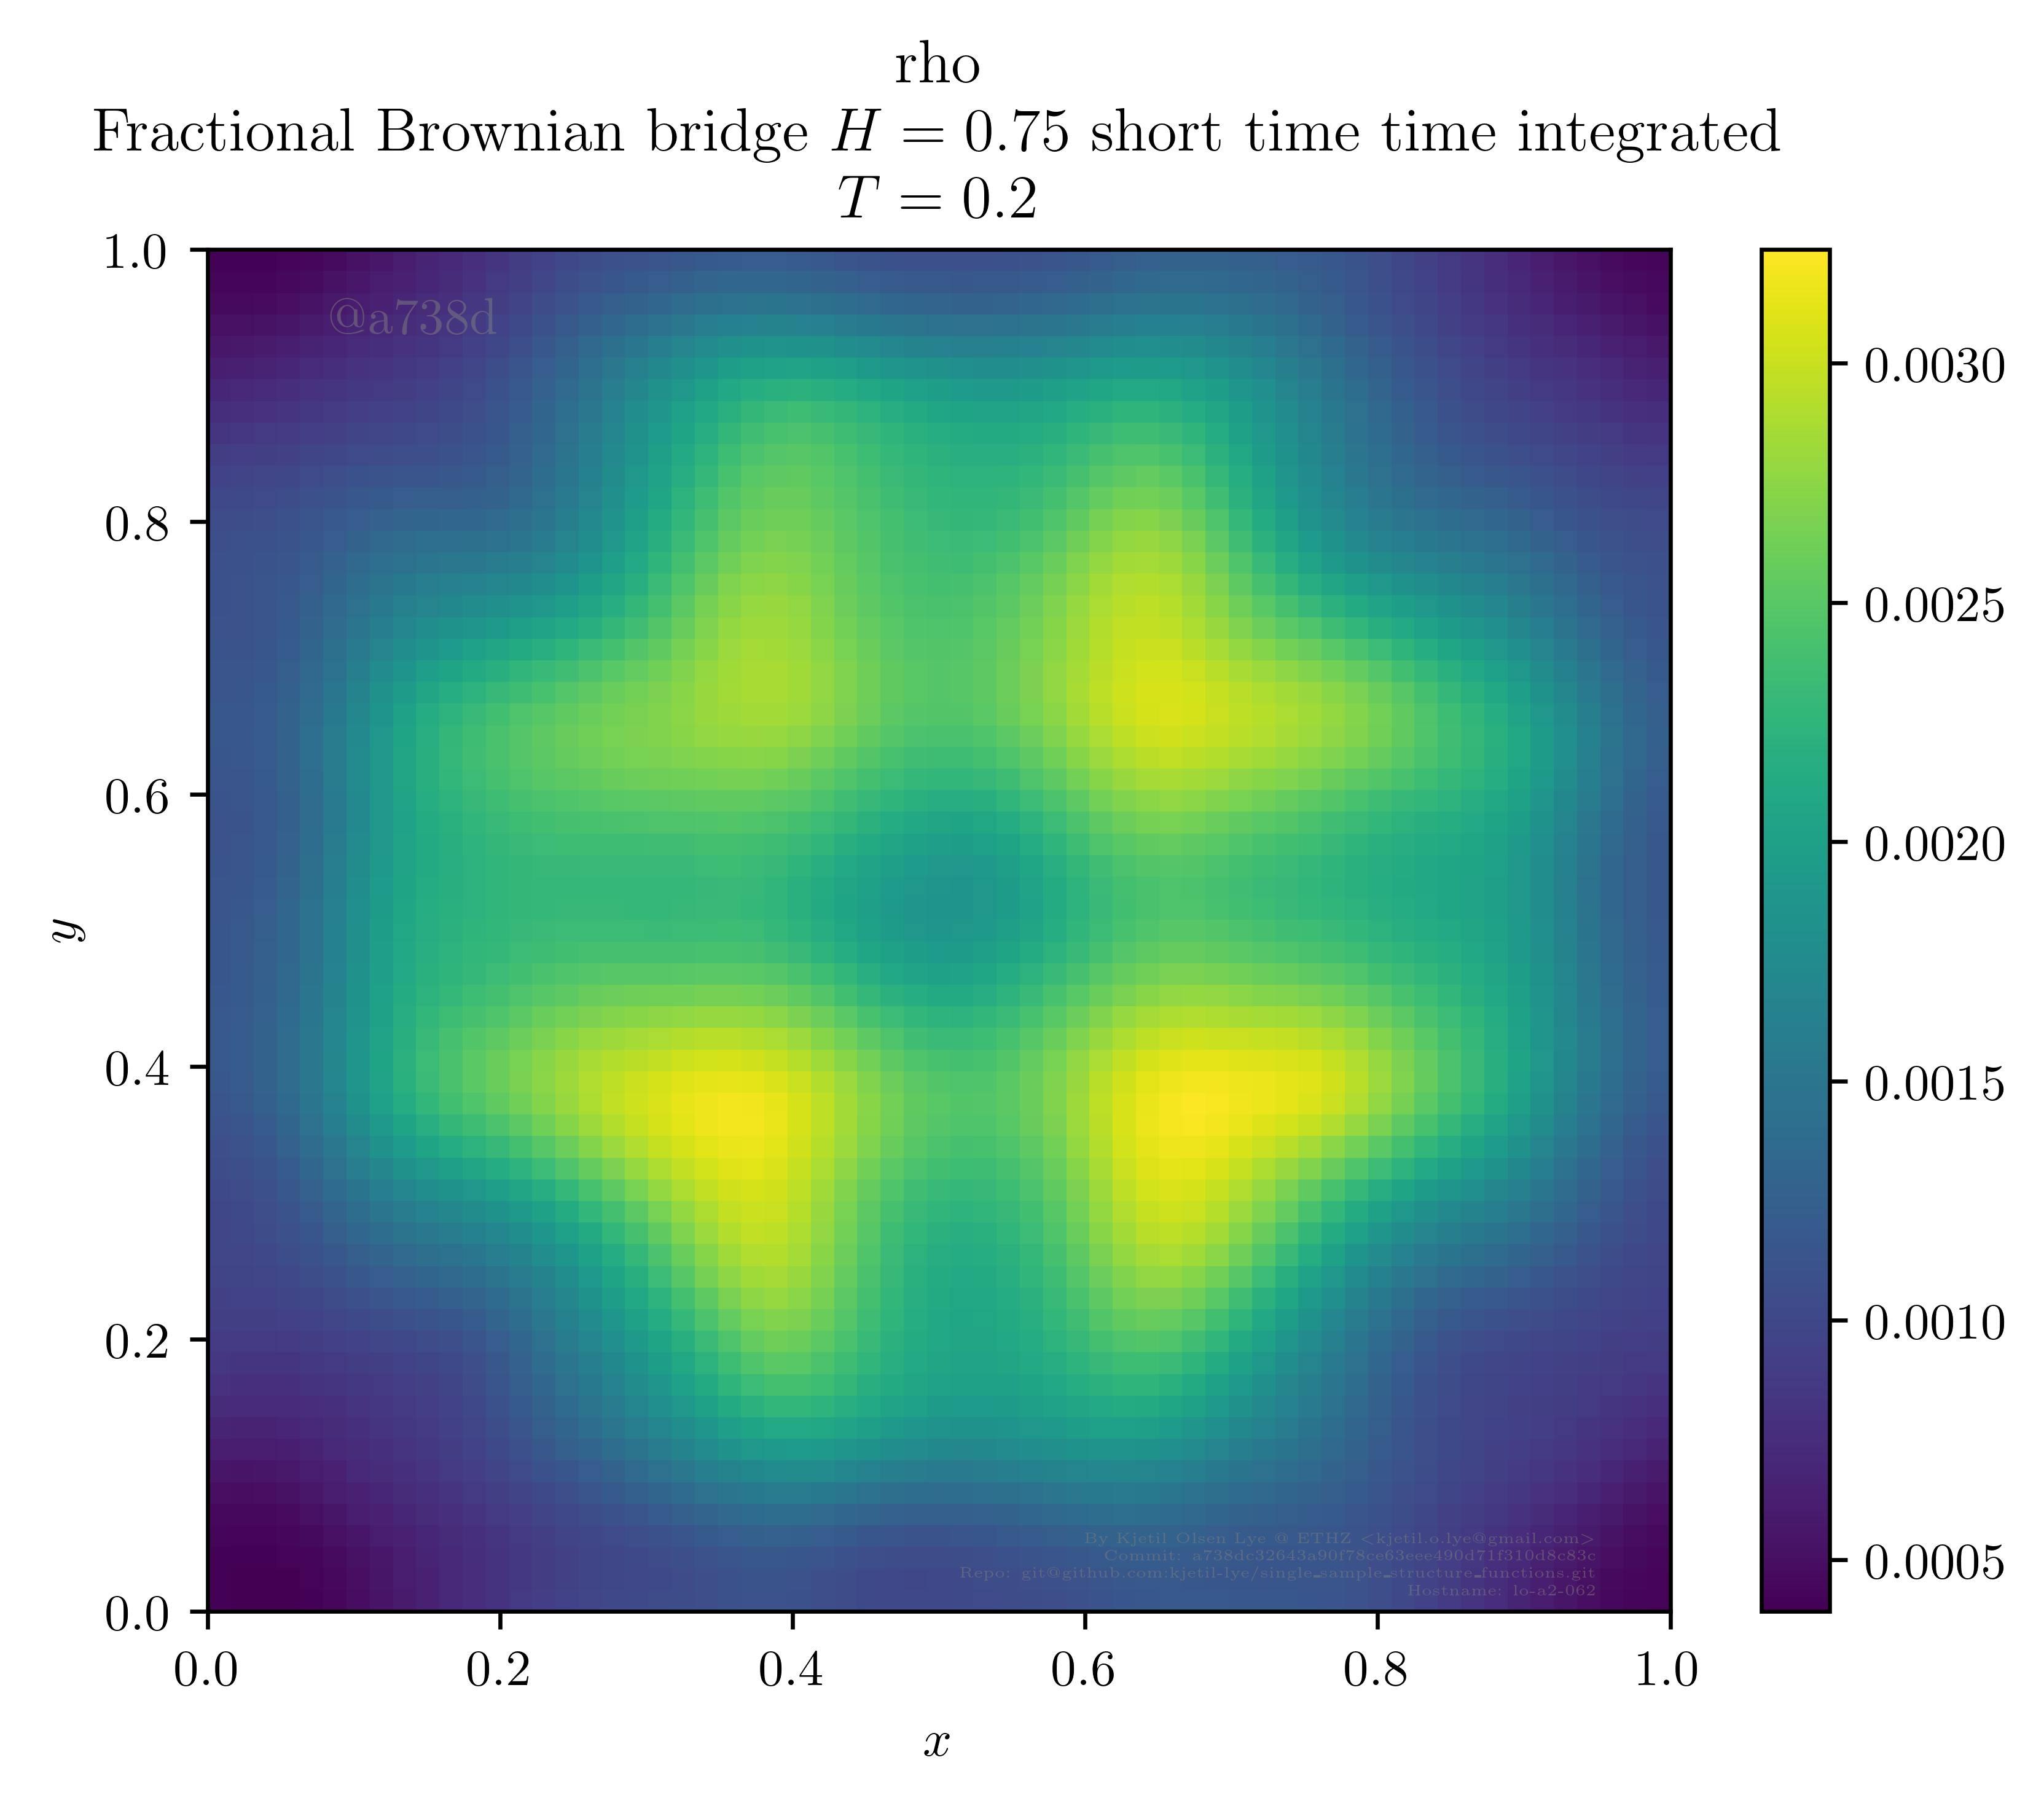 rho
Fractional Brownian bridge H = 0.75 short time time integrated
T = 0.2
@a738d
1.0
0.8
0.6
0.4
0.2
0.0
y
0.0 0.2 0.4 0.6 0.8 1.0
x
0.0030
0.0025
0.0020
0.0015
0.0010
0.0005
By Kjetil Olsen Lye @ ETHZ <kjetil.o.lye@gmail.com>
Commit: a738dc32643a90f78ce63eee490d71f310d8c83c
Repo: git@github.com:kjetil-lye/single_sample_structure_functions.git
Hostname: lo-a2-062